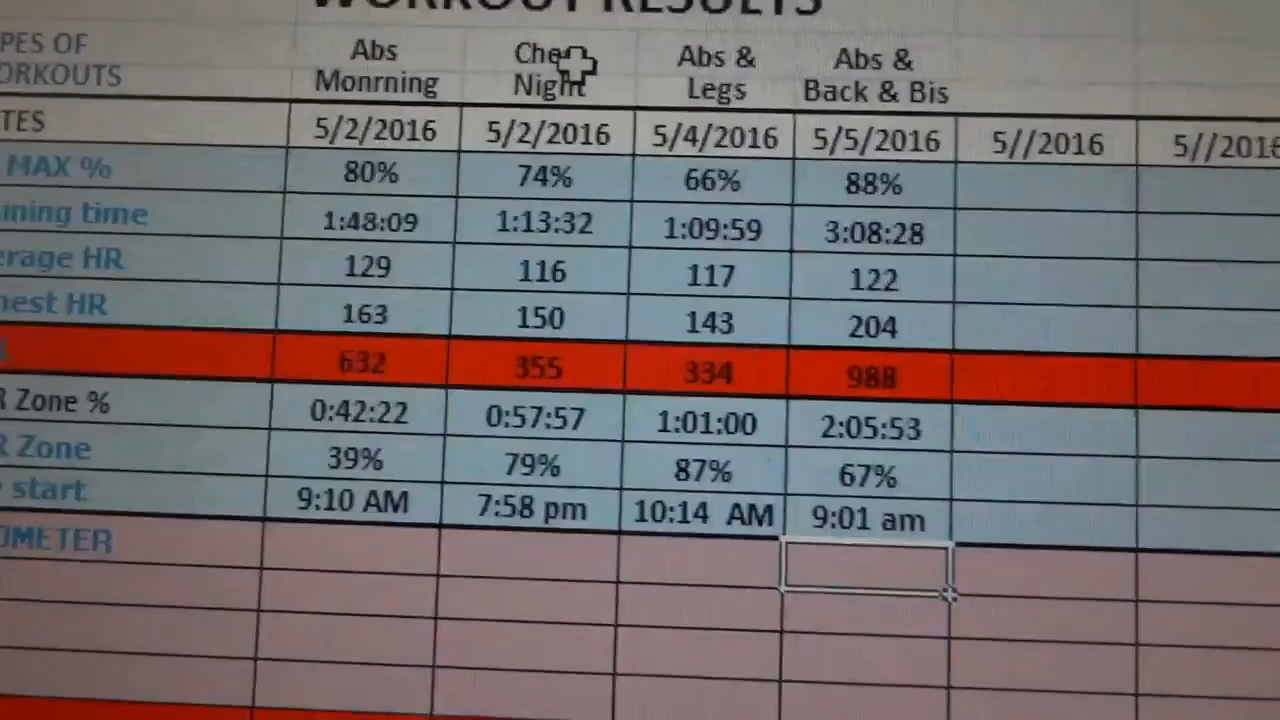 WORKOUT RESULTS
PES OF
ORKOUTS
Abs
Monrning
Che
Night
Abs &
Legs
Abs &
Back & Bis
TES 5/2/2016 5/2/2016 5/4/2016 5/5/2016 5//2016 5//2016
MAX % 80% 74% 66% 88%
ining time 1:48:09 1:13:32 1:09:59 3:08:28
erage HR 129 116 117 122
hest HR 163 150 143 204
632 355 334 988
R Zone % 0:42:22 0:57:57 1:01:00 2:05:53
R Zone 39% 79% 87% 67%
start 9:10 AM 7:58 pm 10:14 AM 9:01 am
OMETER